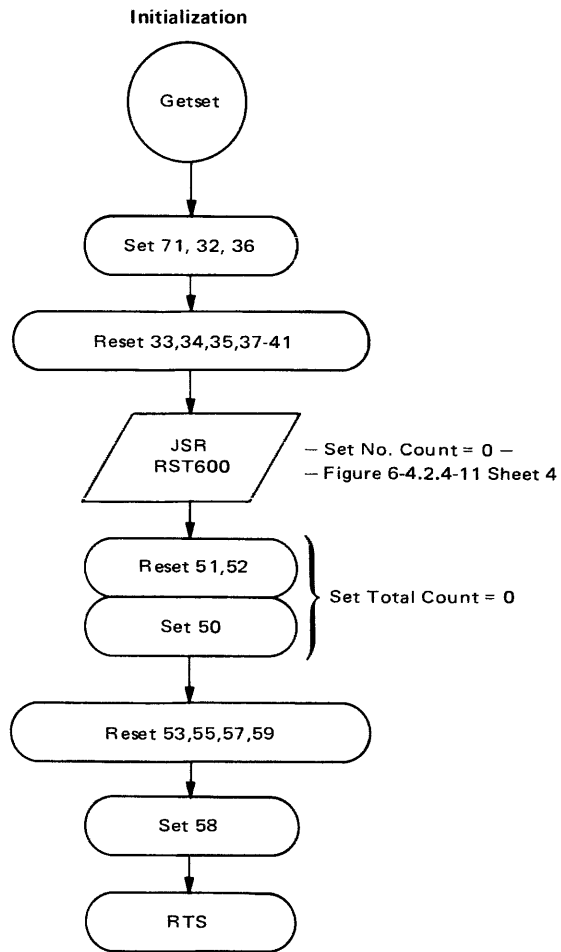 Initialization
Getset
Set 71, 32, 36
Reset 33,34,35,37-41
JSR
RST600
— Set No. Count = 0 —
— Figure 6-4.2.4-11 Sheet 4
Reset 51,52
Set 50
Set Total Count = 0
Reset 53,55,57,59
Set 58
RTS